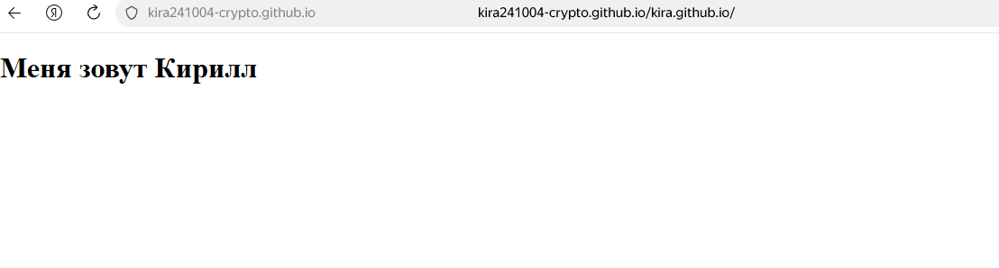 kira241004-crypto.github.io kira241004-crypto.github.io/kira.github.io/
Меня зовут Кирилл